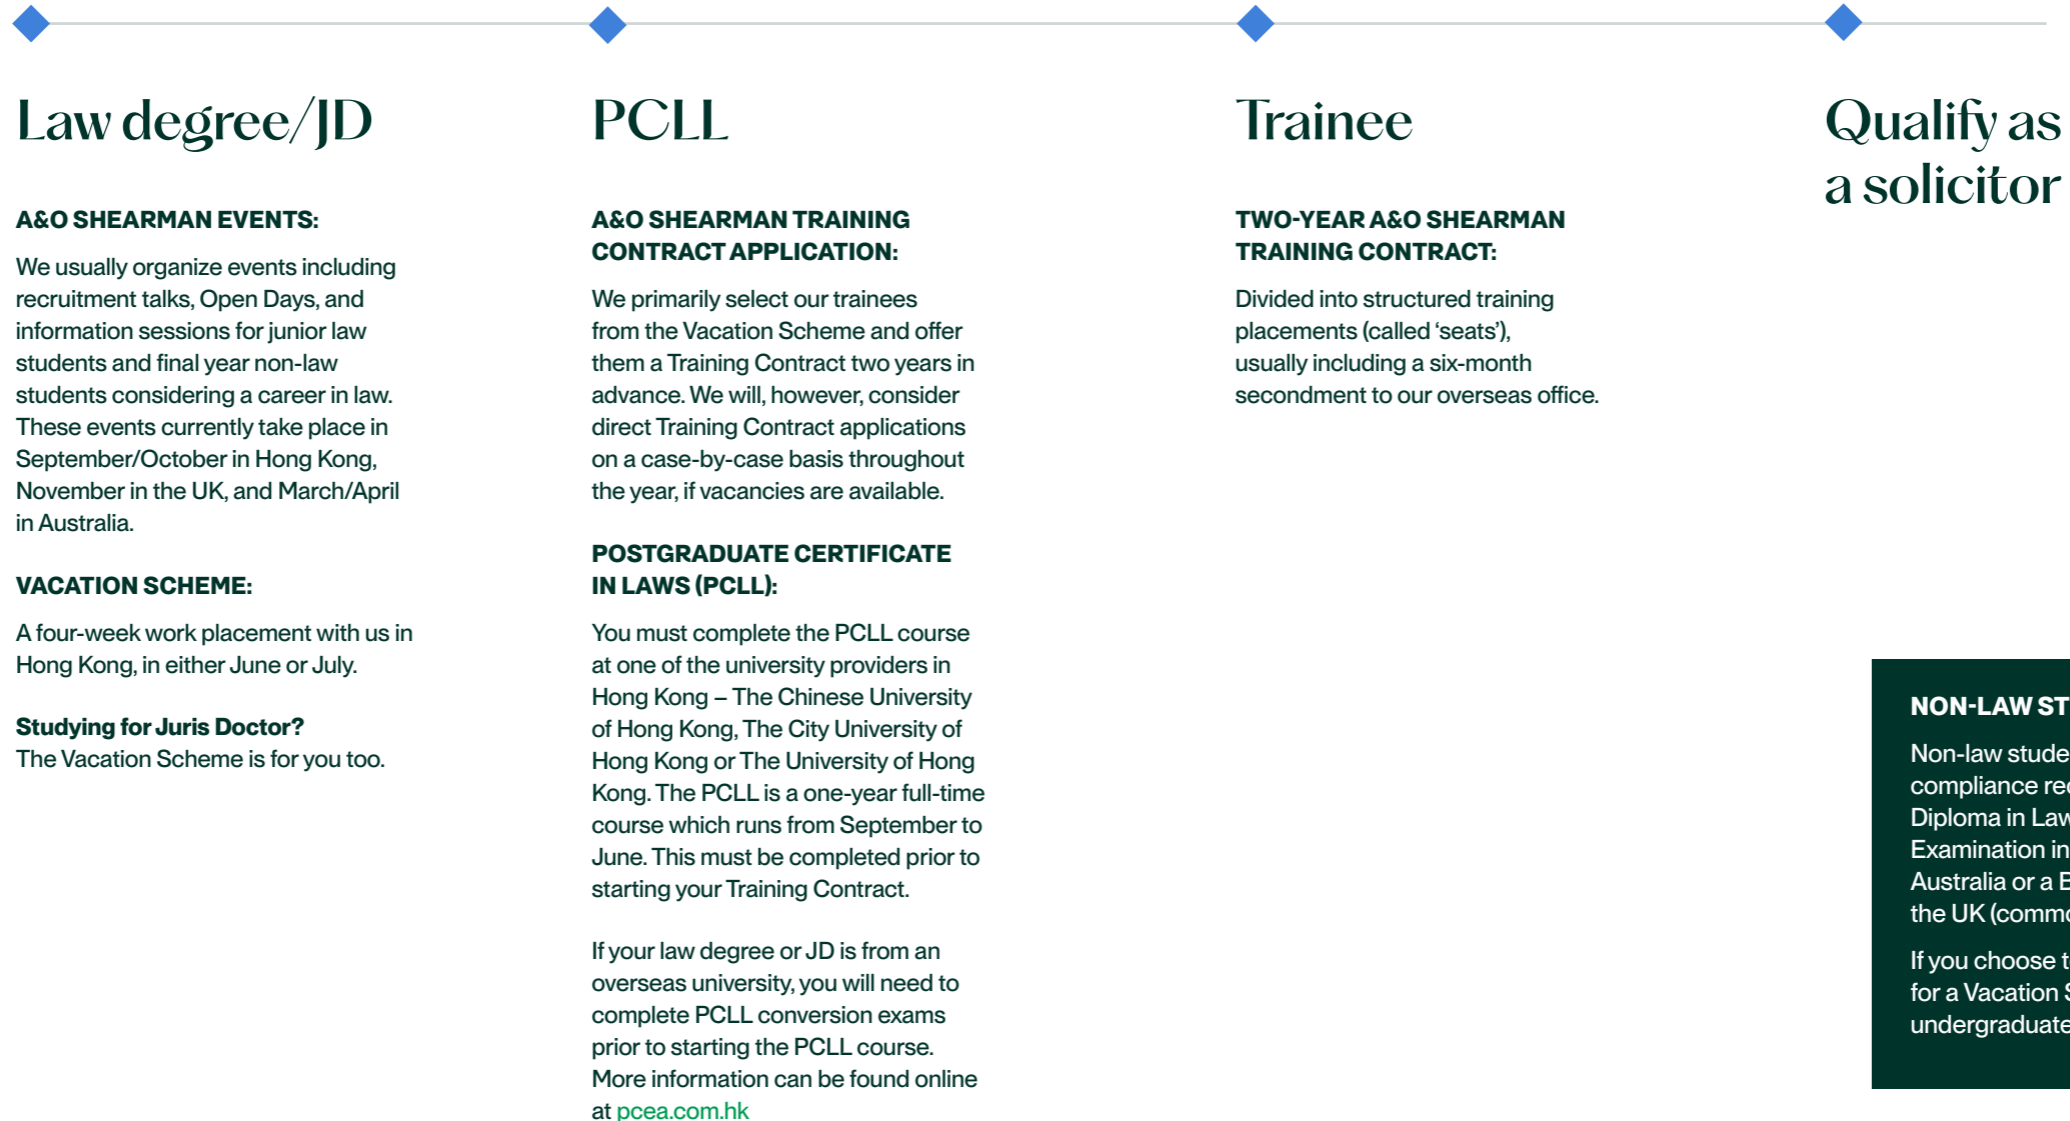 Law degree/JD
A&O SHEARMAN EVENTS:
We usually organize events including
recruitment talks, Open Days, and
information sessions for junior law
students and final year non-law
students considering a career in law.
These events currently take place in
September/October in Hong Kong,
November in the UK, and March/April
in Australia.
VACATION SCHEME:
A four-week work placement with us in
Hong Kong, in either June or July.
Studying for Juris Doctor?
The Vacation Scheme is for you too.
PCLL
A&O SHEARMAN TRAINING
CONTRACT APPLICATION:
We primarily select our trainees
from the Vacation Scheme and offer
them a Training Contract two years in
advance. We will, however, consider
direct Training Contract applications
on a case-by-case basis throughout
the year, if vacancies are available.
POSTGRADUATE CERTIFICATE
IN LAWS (PCLL):
You must complete the PCLL course
at one of the university providers in
Hong Kong – The Chinese University
of Hong Kong, The City University of
Hong Kong or The University of Hong
Kong. The PCLL is a one-year full-time
course which runs from September to
June. This must be completed prior to
starting your Training Contract.
If your law degree or JD is from an
overseas university, you will need to
complete PCLL conversion exams
prior to starting the PCLL course.
More information can be found online
at pcea.com.hk
Trainee
TWO-YEAR A&O SHEARMAN
TRAINING CONTRACT:
Divided into structured training
placements (called ‘seats’),
usually including a six-month
secondment to our overseas office.
Qualify as
a solicitor
NON-LAW
Non-law
compliance
Diploma in
Examination in
Australia or a
the UK
If you choose
for a Vacation
undergraduate